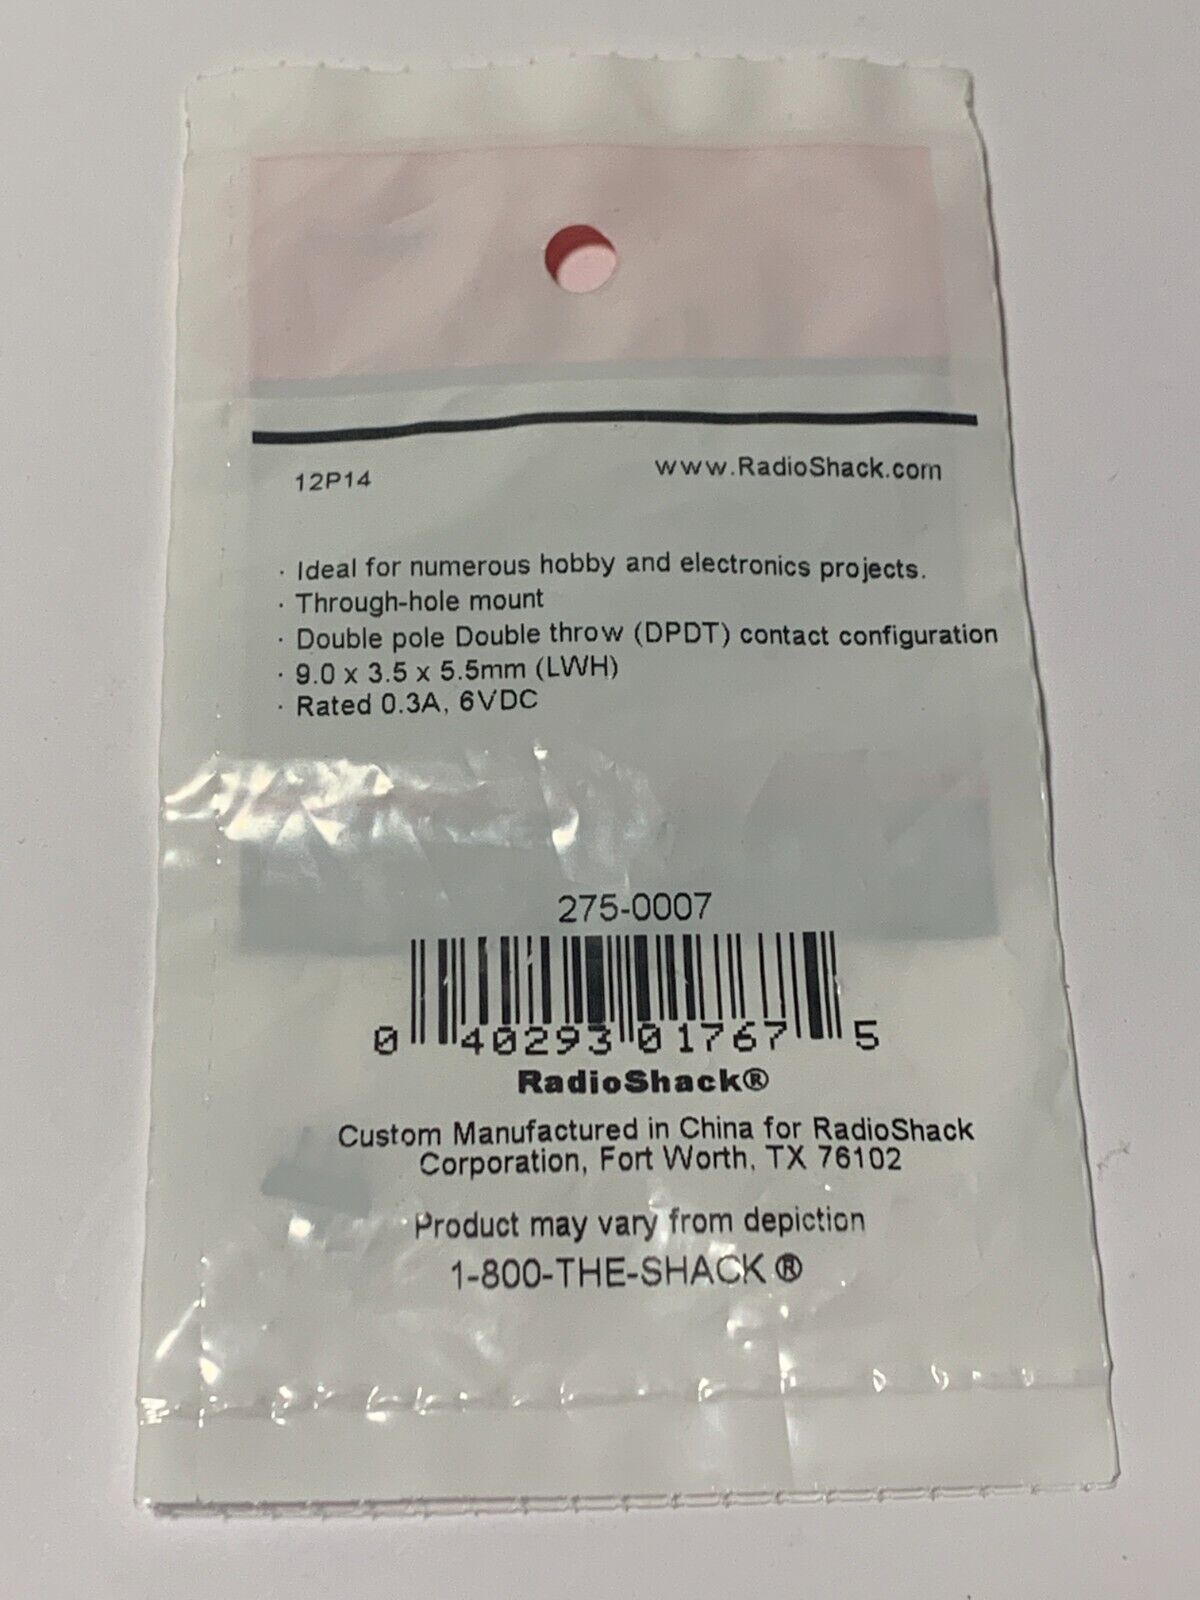 12P14
www.RadioShack.com
· Ideal for numerous hobby and electronics projects.
· Through-hole mount
· Double pole Double throw (DPDT) contact configuration
· 9.0 x 3.5 x 5.5mm (LWH)
· Rated 0.3A, 6VDC
275-0007
0 40293 01767 5
RadioShack®
Custom Manufactured in China for RadioShack
Corporation, Fort Worth, TX 76102
Product may vary from depiction
1-800-THE-SHACK ®